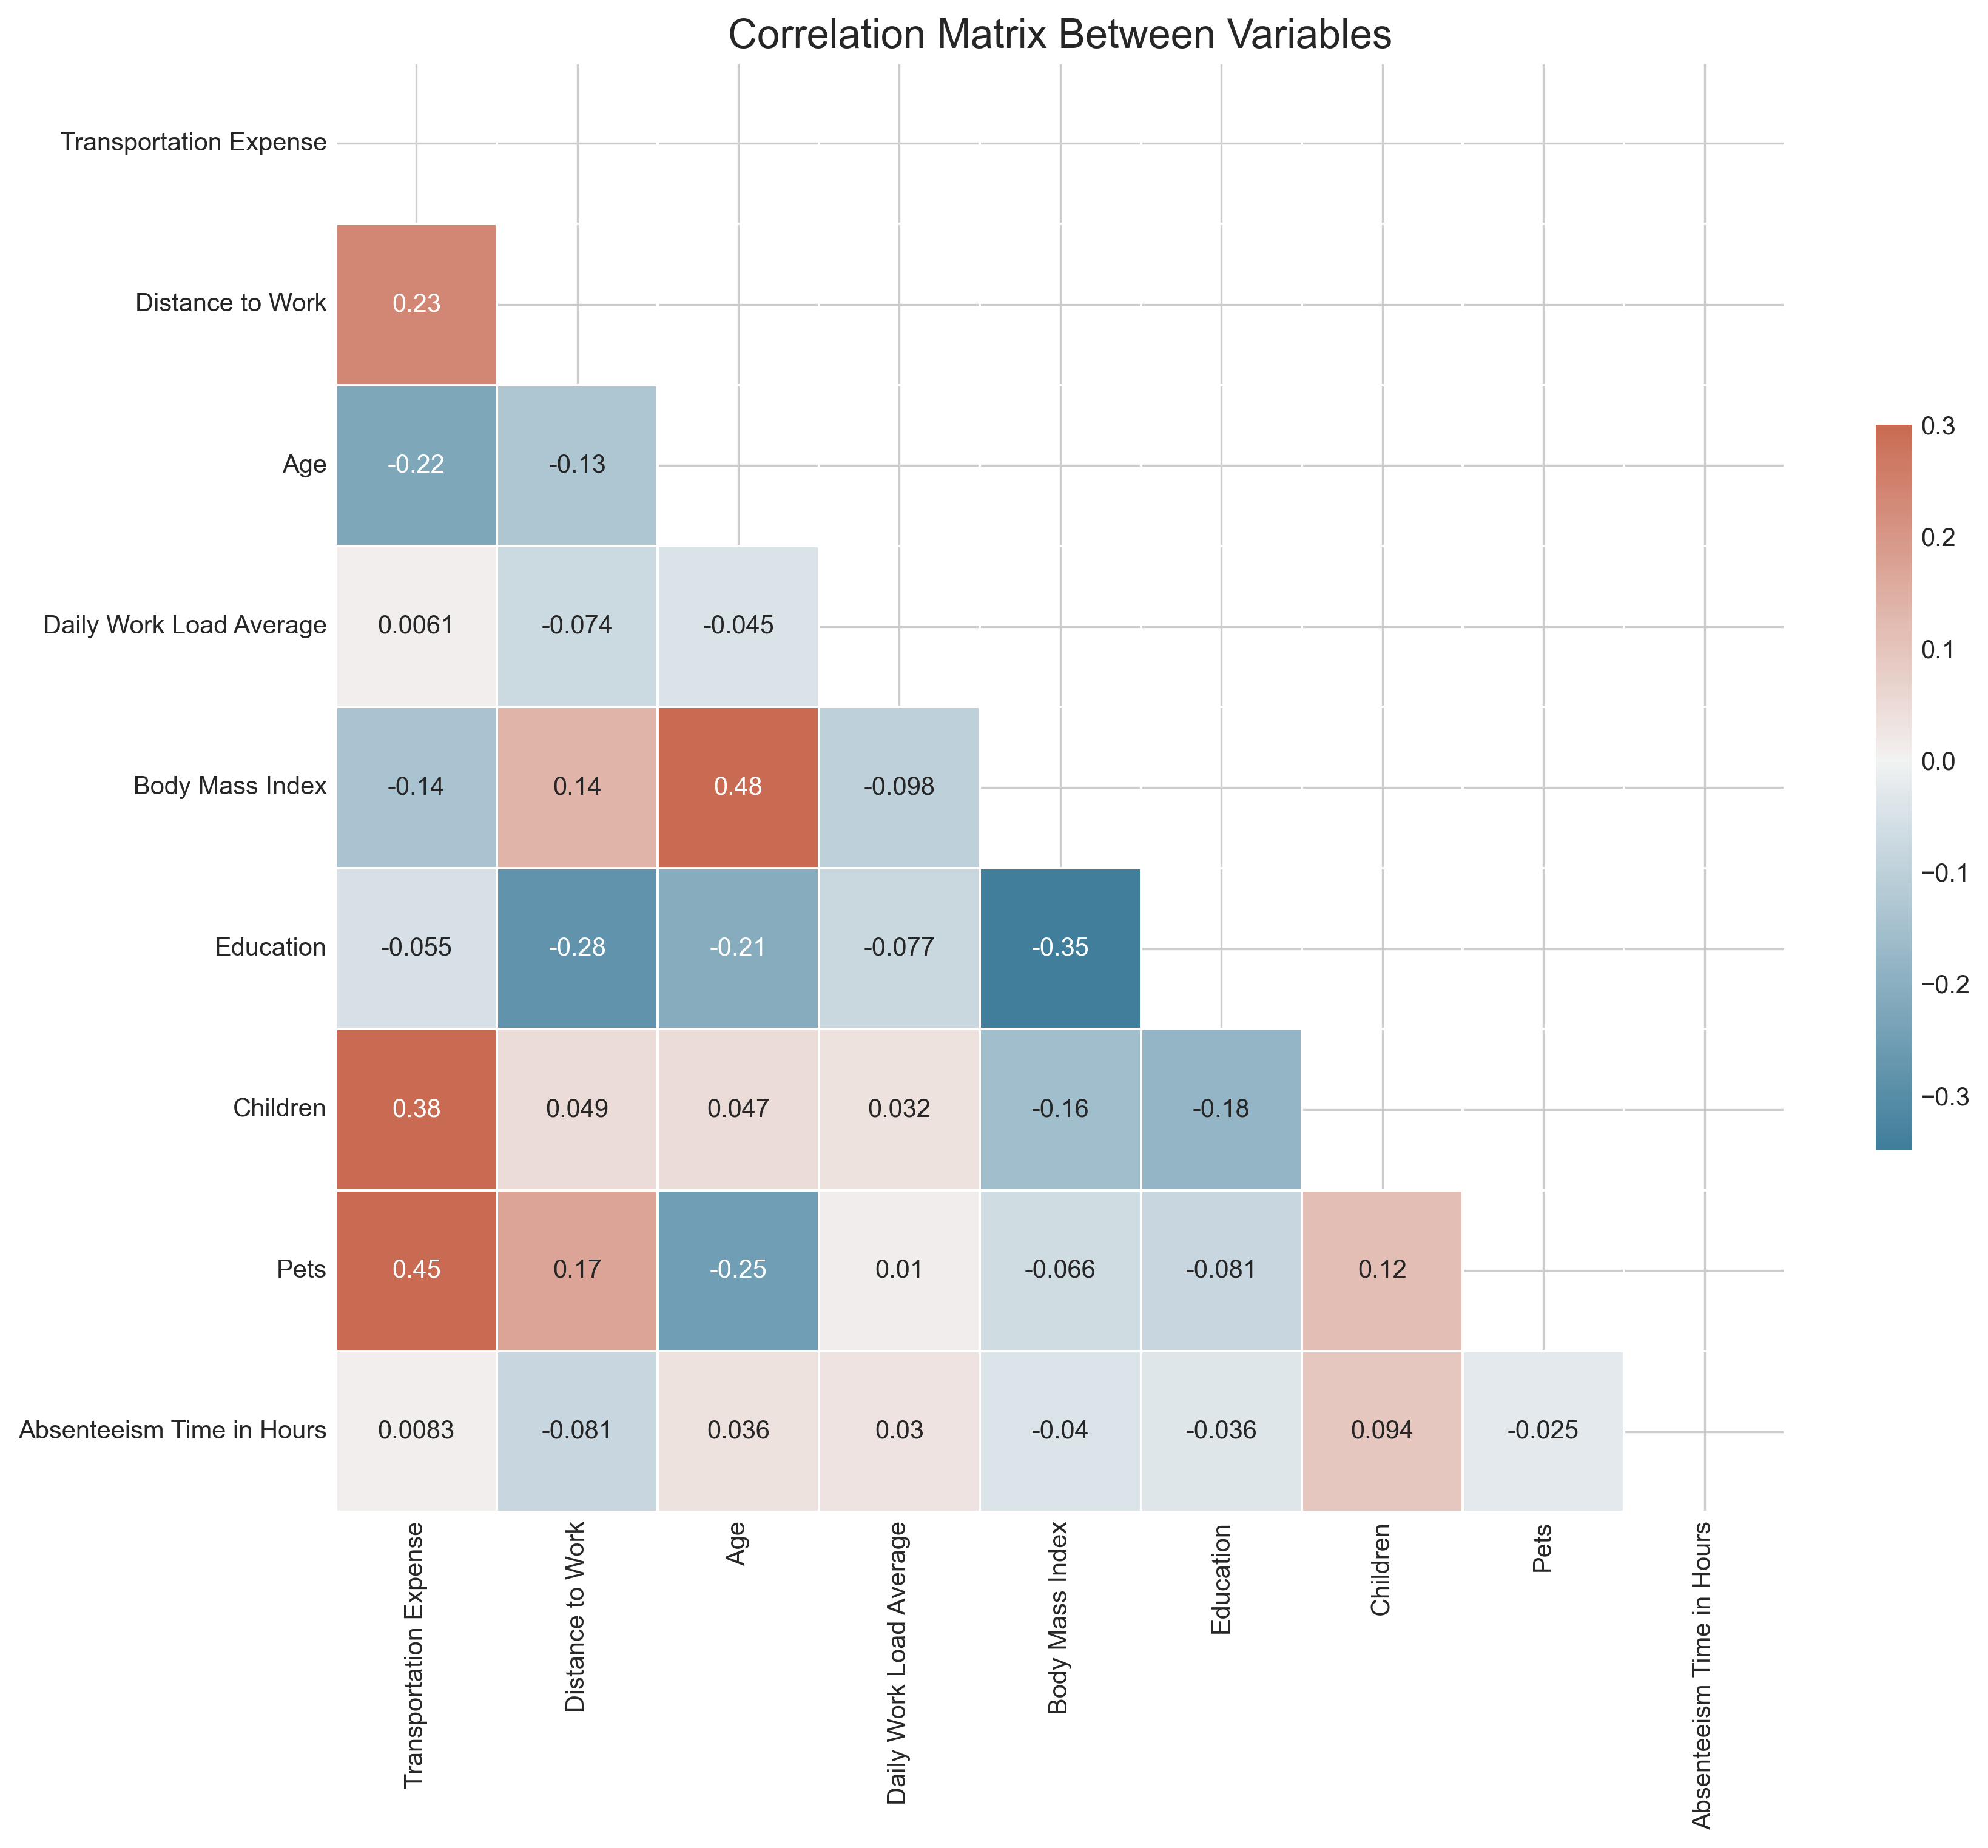 Correlation Matrix Between Variables
Transportation Expense
Distance to Work
0.23
Age
-0.22 -0.13
Daily Work Load Average
0.0061 -0.074 -0.045
Body Mass Index
-0.14 0.14 0.48 -0.098
Education
-0.055 -0.28 -0.21 -0.077 -0.35
Children
0.38 0.049 0.047 0.032 -0.16 -0.18
Pets
0.45 0.17 -0.25 0.01 -0.066 -0.081 0.12
Absenteeism Time in Hours
0.0083 -0.081 0.036 0.03 -0.04 -0.036 0.094 -0.025
Transportation Expense
Distance to Work
Age
Daily Work Load Average
Body Mass Index
Education
Children
Pets
Absenteeism Time in Hours
0.3
0.2
0.1
0.0
−0.1
−0.2
−0.3